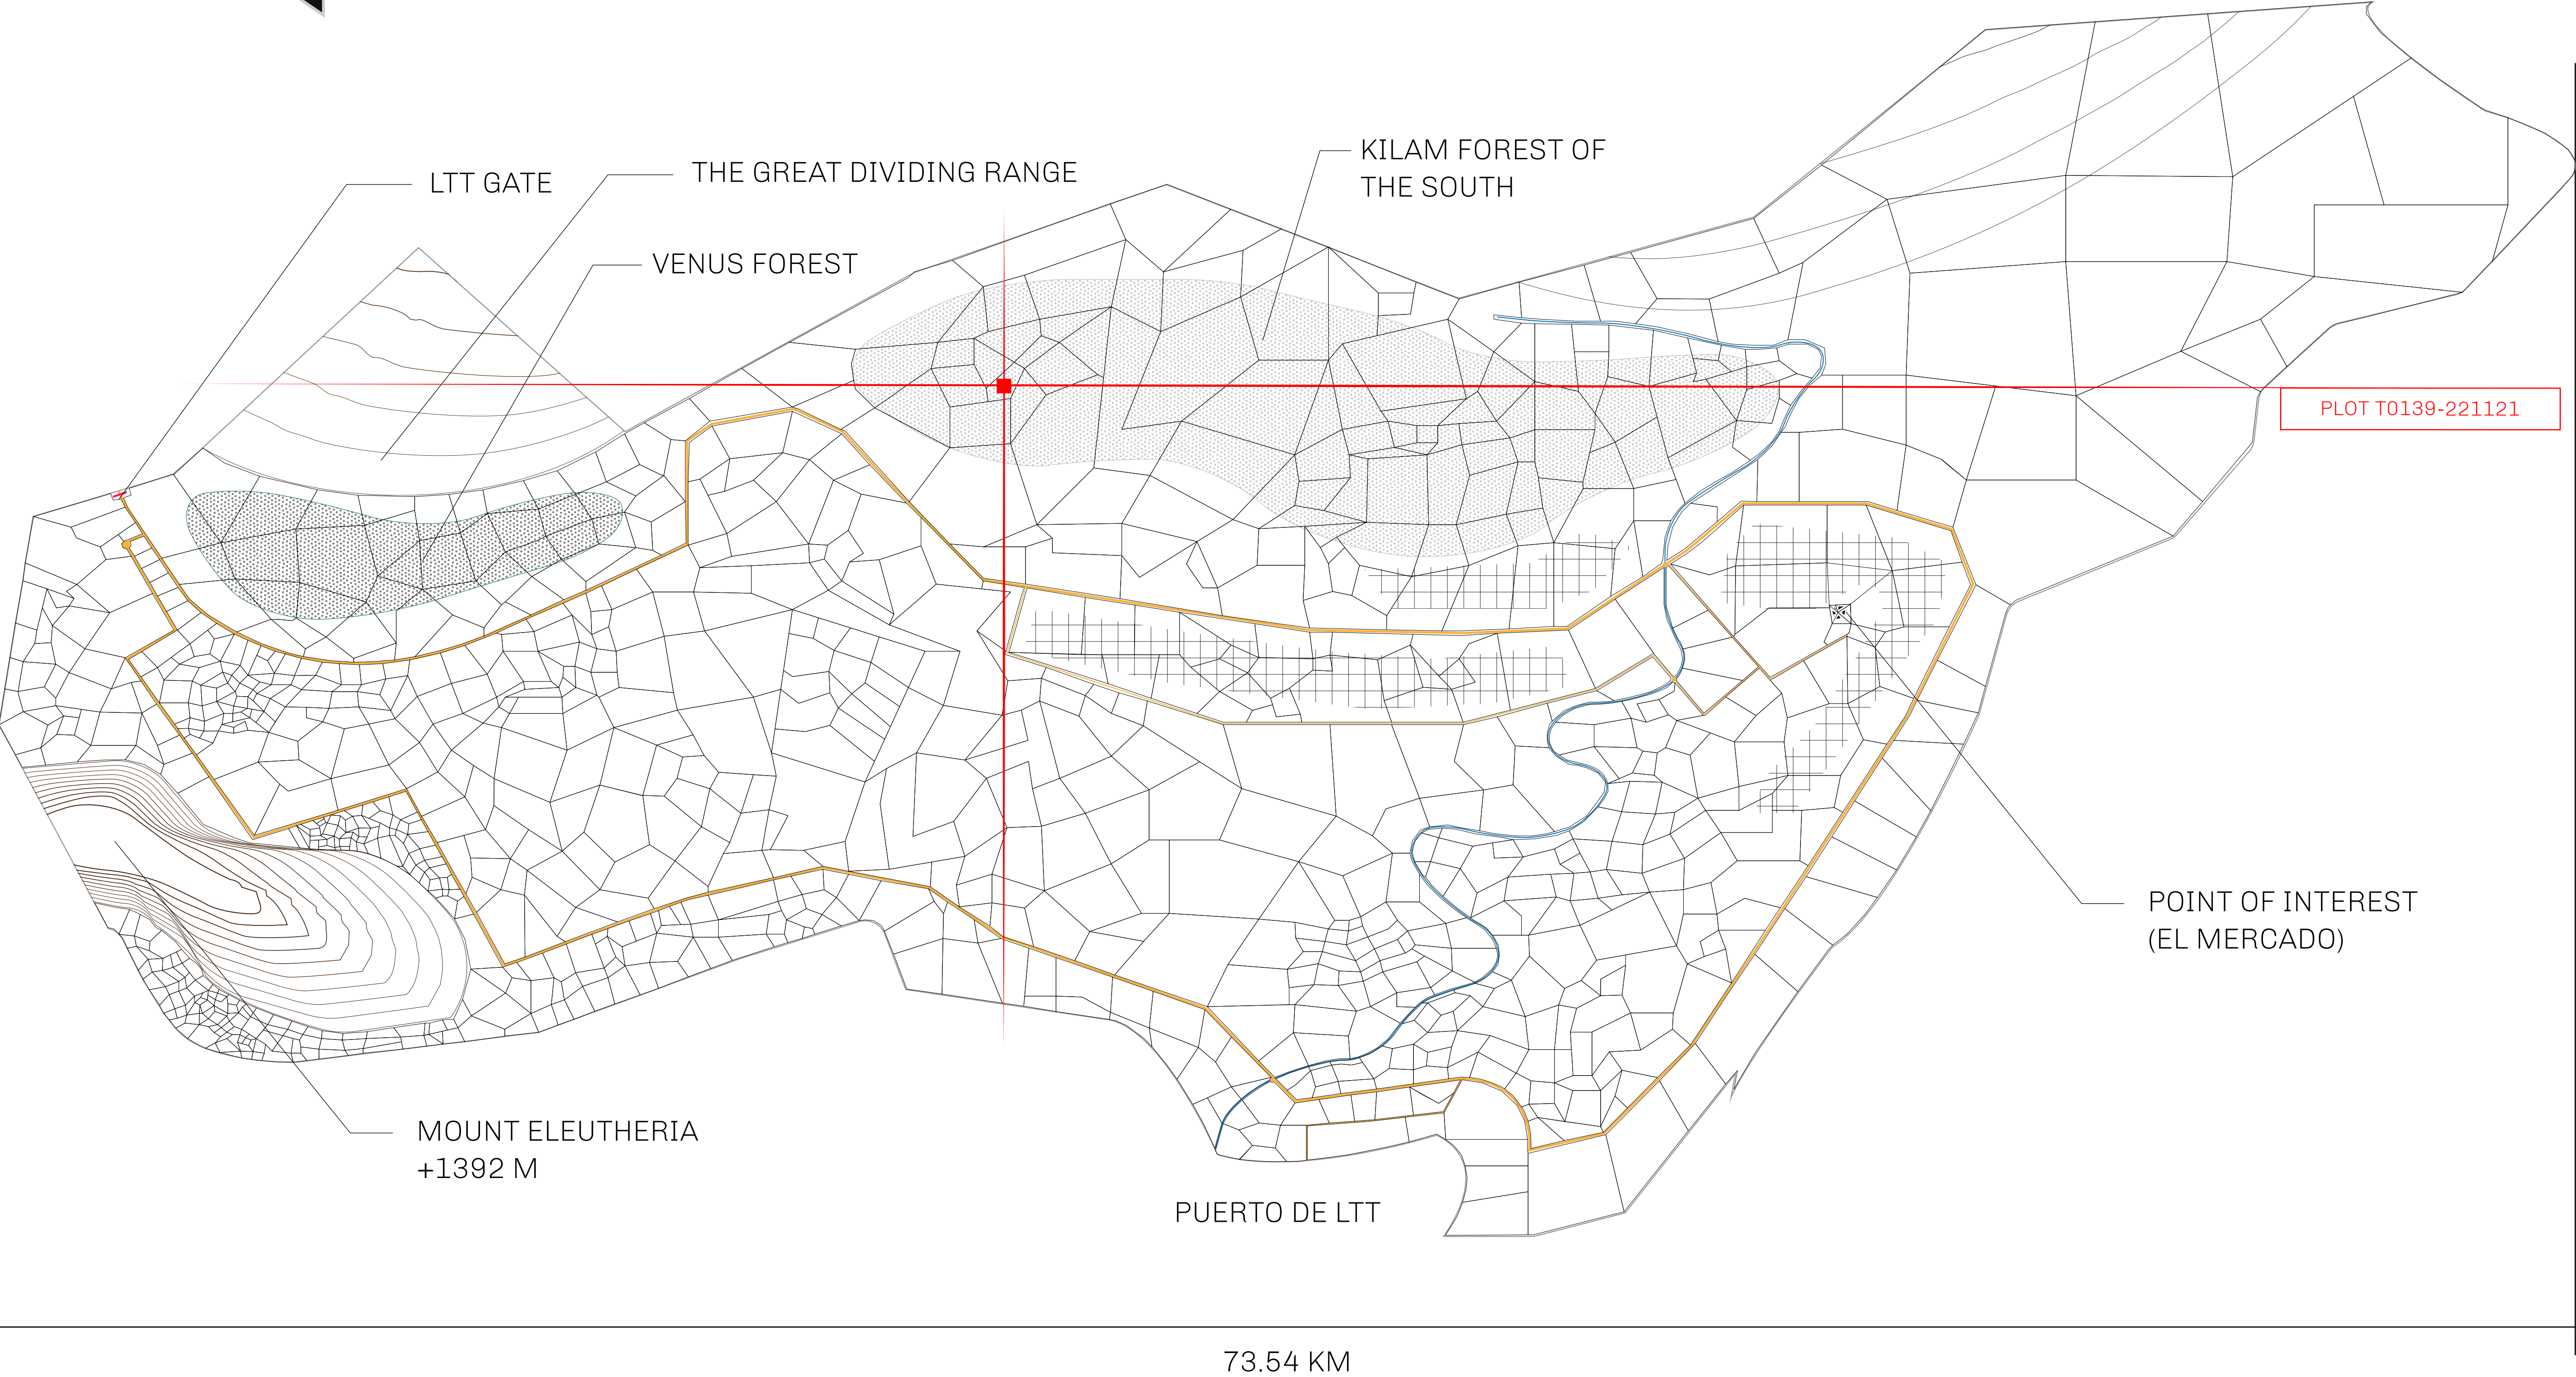 KILAM FOREST OF
THE SOUTH
THE GREAT DIVIDING RANGE
LTT GATE
VENUS FOREST
PLOT T0139-221121
POINT OF INTEREST
(EL MERCADO)
MOUNT ELEUTHERIA
+1392 M
PUERTO DE LTT
73.54 KM